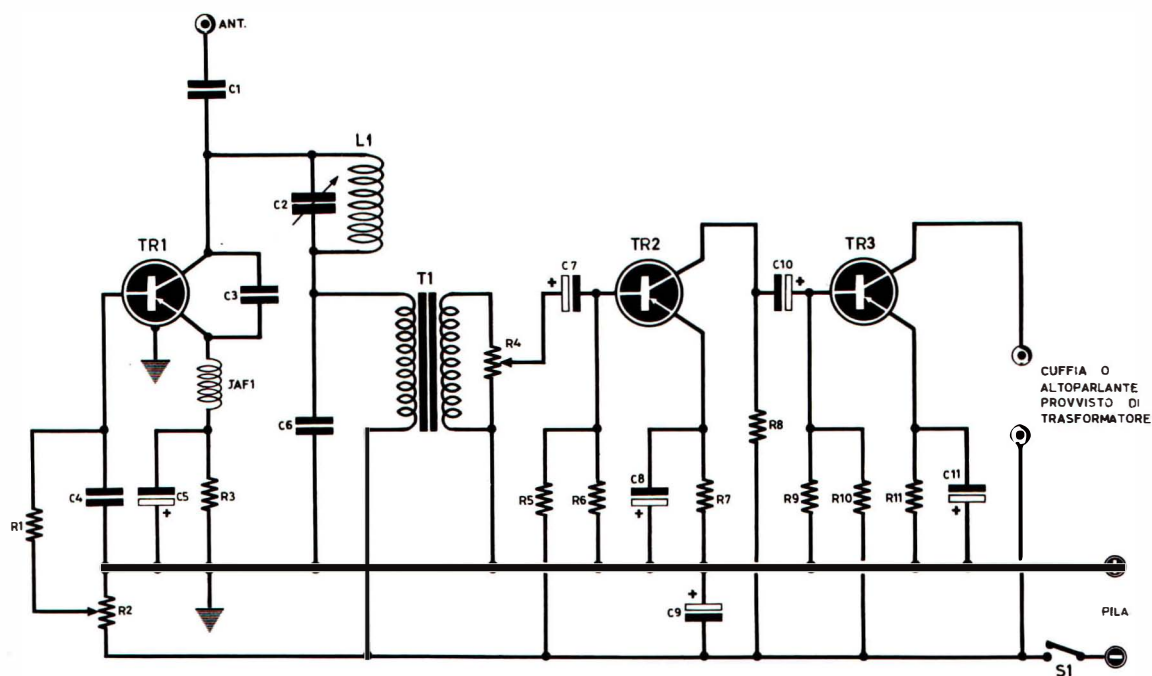 ANT.
C1
L1
C2
TR1
C3
T1
C7
TR2
C10
TR3
R4
JAF1
CUFFIA O
ALTOPARLANTE
PROVVISTO DI
TRASFORMATORE
C6
R8
C4
C5
R3
R5
R6
C8
R7
R9
R10
R11
C11
R1
R2
C9
PILA
S1